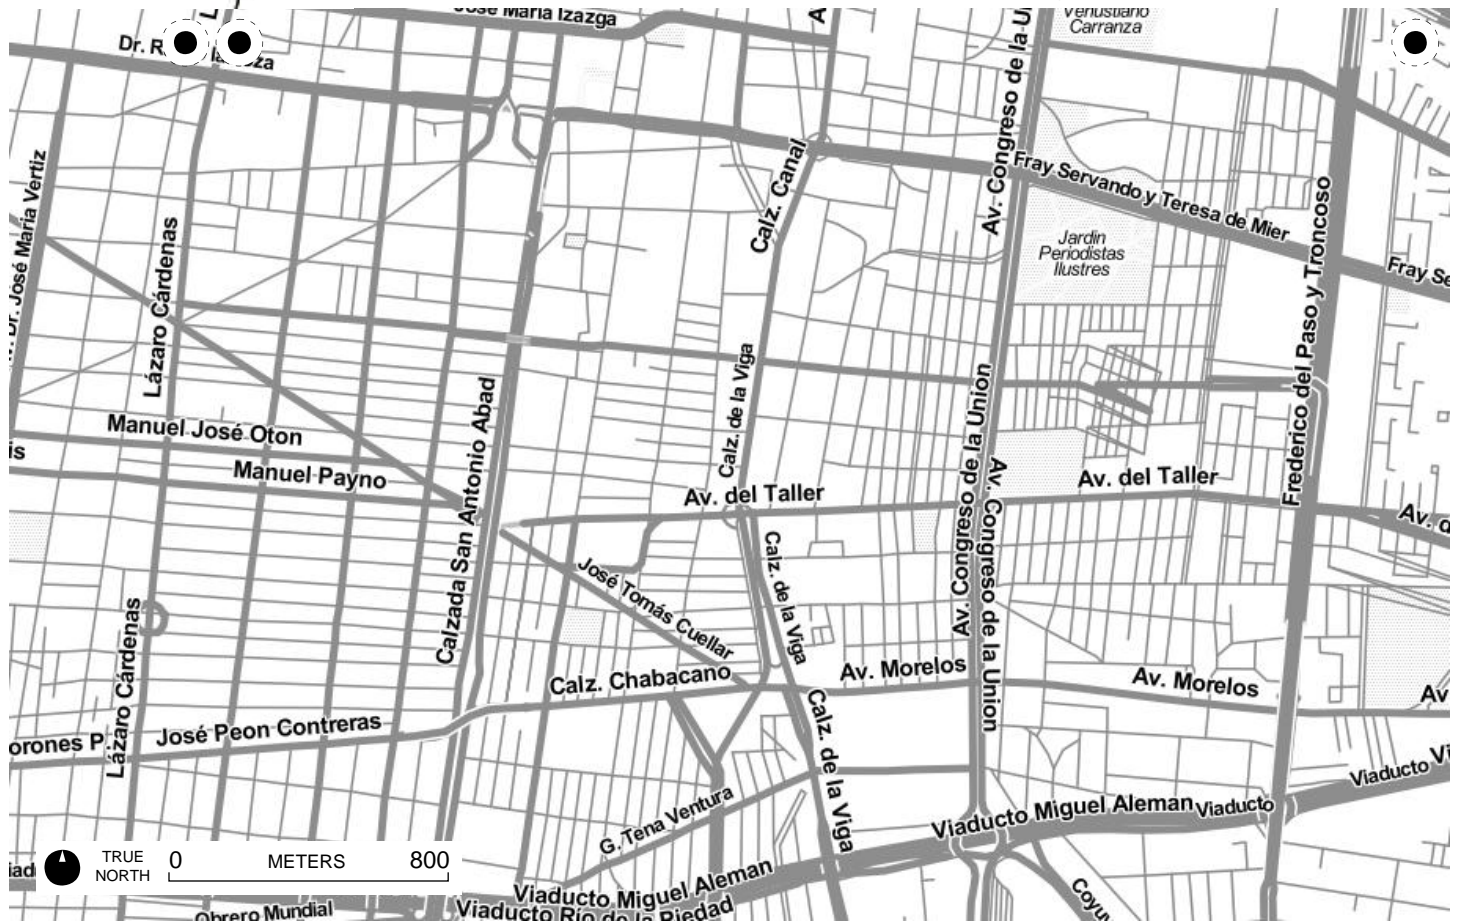 José María Izazga
Venustiano
Carranza
Av. Congreso de la U
Calz. Canal
Fray Servando y Teresa de Mier
Fray Se
Dr. José María Vertiz
Lázaro Cárdenas
Jardin
Periodistas
Ilustres
Frederico del Paso y Troncoso
Calz. de la Viga
Manuel José Oton
Manuel Payno
Calzada San Antonio Abad
Av. Congreso de la Union
Av. del Taller
Av. del Taller
Av. d
Av. Congreso de la Union
José Tomás Cuellar
Calz. de la Viga
Lázaro Cárdenas
Calz. Chabacano
Av. Morelos
Av. Morelos
Av
orones P
José Peon Contreras
Calz. de la Viga
G. Tena Ventura
Viaducto Miguel Aleman
Viaducto
Viaducto Vi
TRUE
NORTH
0 METERS 800
Viaducto Miguel Aleman
Viaducto Río de la Piedad
Obrero Mundial
Coyu